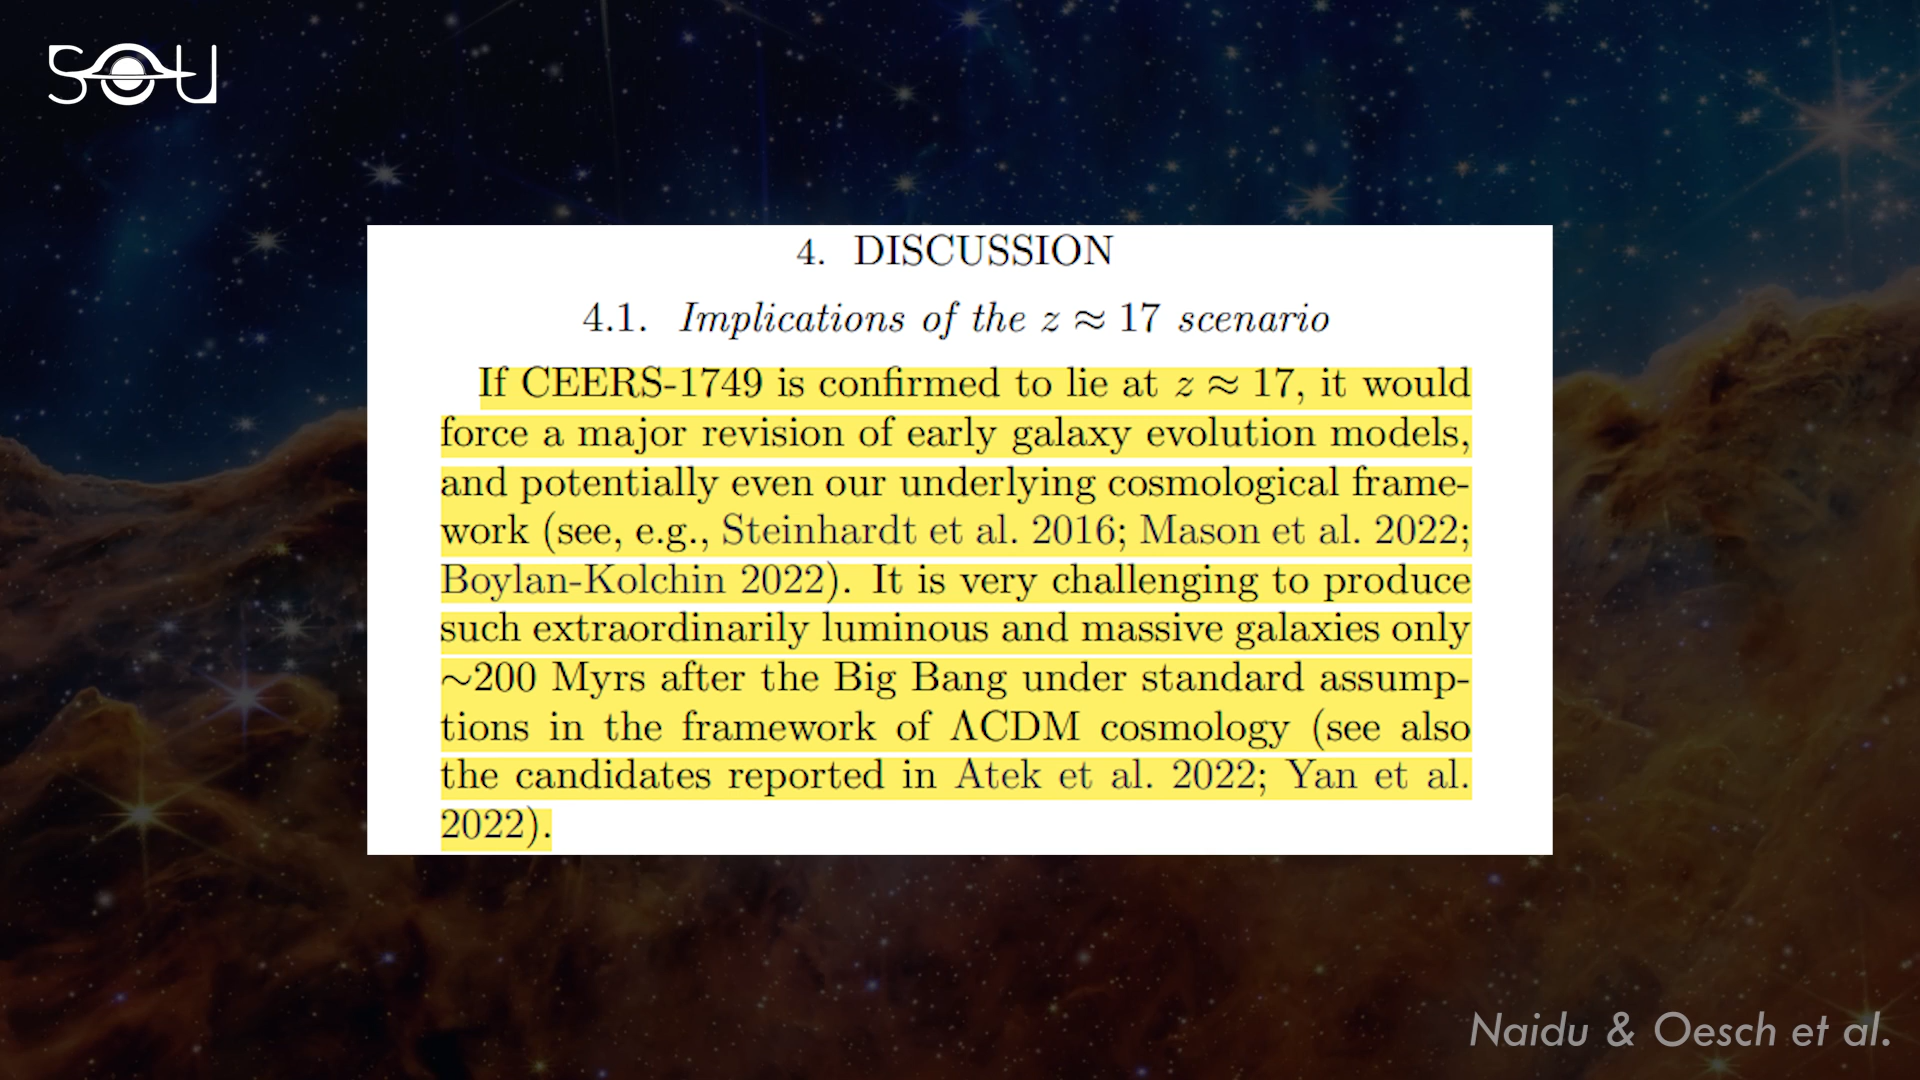 SOU
4. DISCUSSION
4.1. Implications of the z ≈ 17 scenario
If CEERS-1749 is confirmed to lie at z ≈ 17, it would
force a major revision of early galaxy evolution models,
and potentially even our underlying cosmological frame-
work (see, e.g., Steinhardt et al. 2016; Mason et al. 2022;
Boylan-Kolchin 2022). It is very challenging to produce
such extraordinarily luminous and massive galaxies only
~200 Myrs after the Big Bang under standard assump-
tions in the framework of ΛCDM cosmology (see also
the candidates reported in Atek et al. 2022; Yan et al.
2022).
Naidu & Oesch et al.